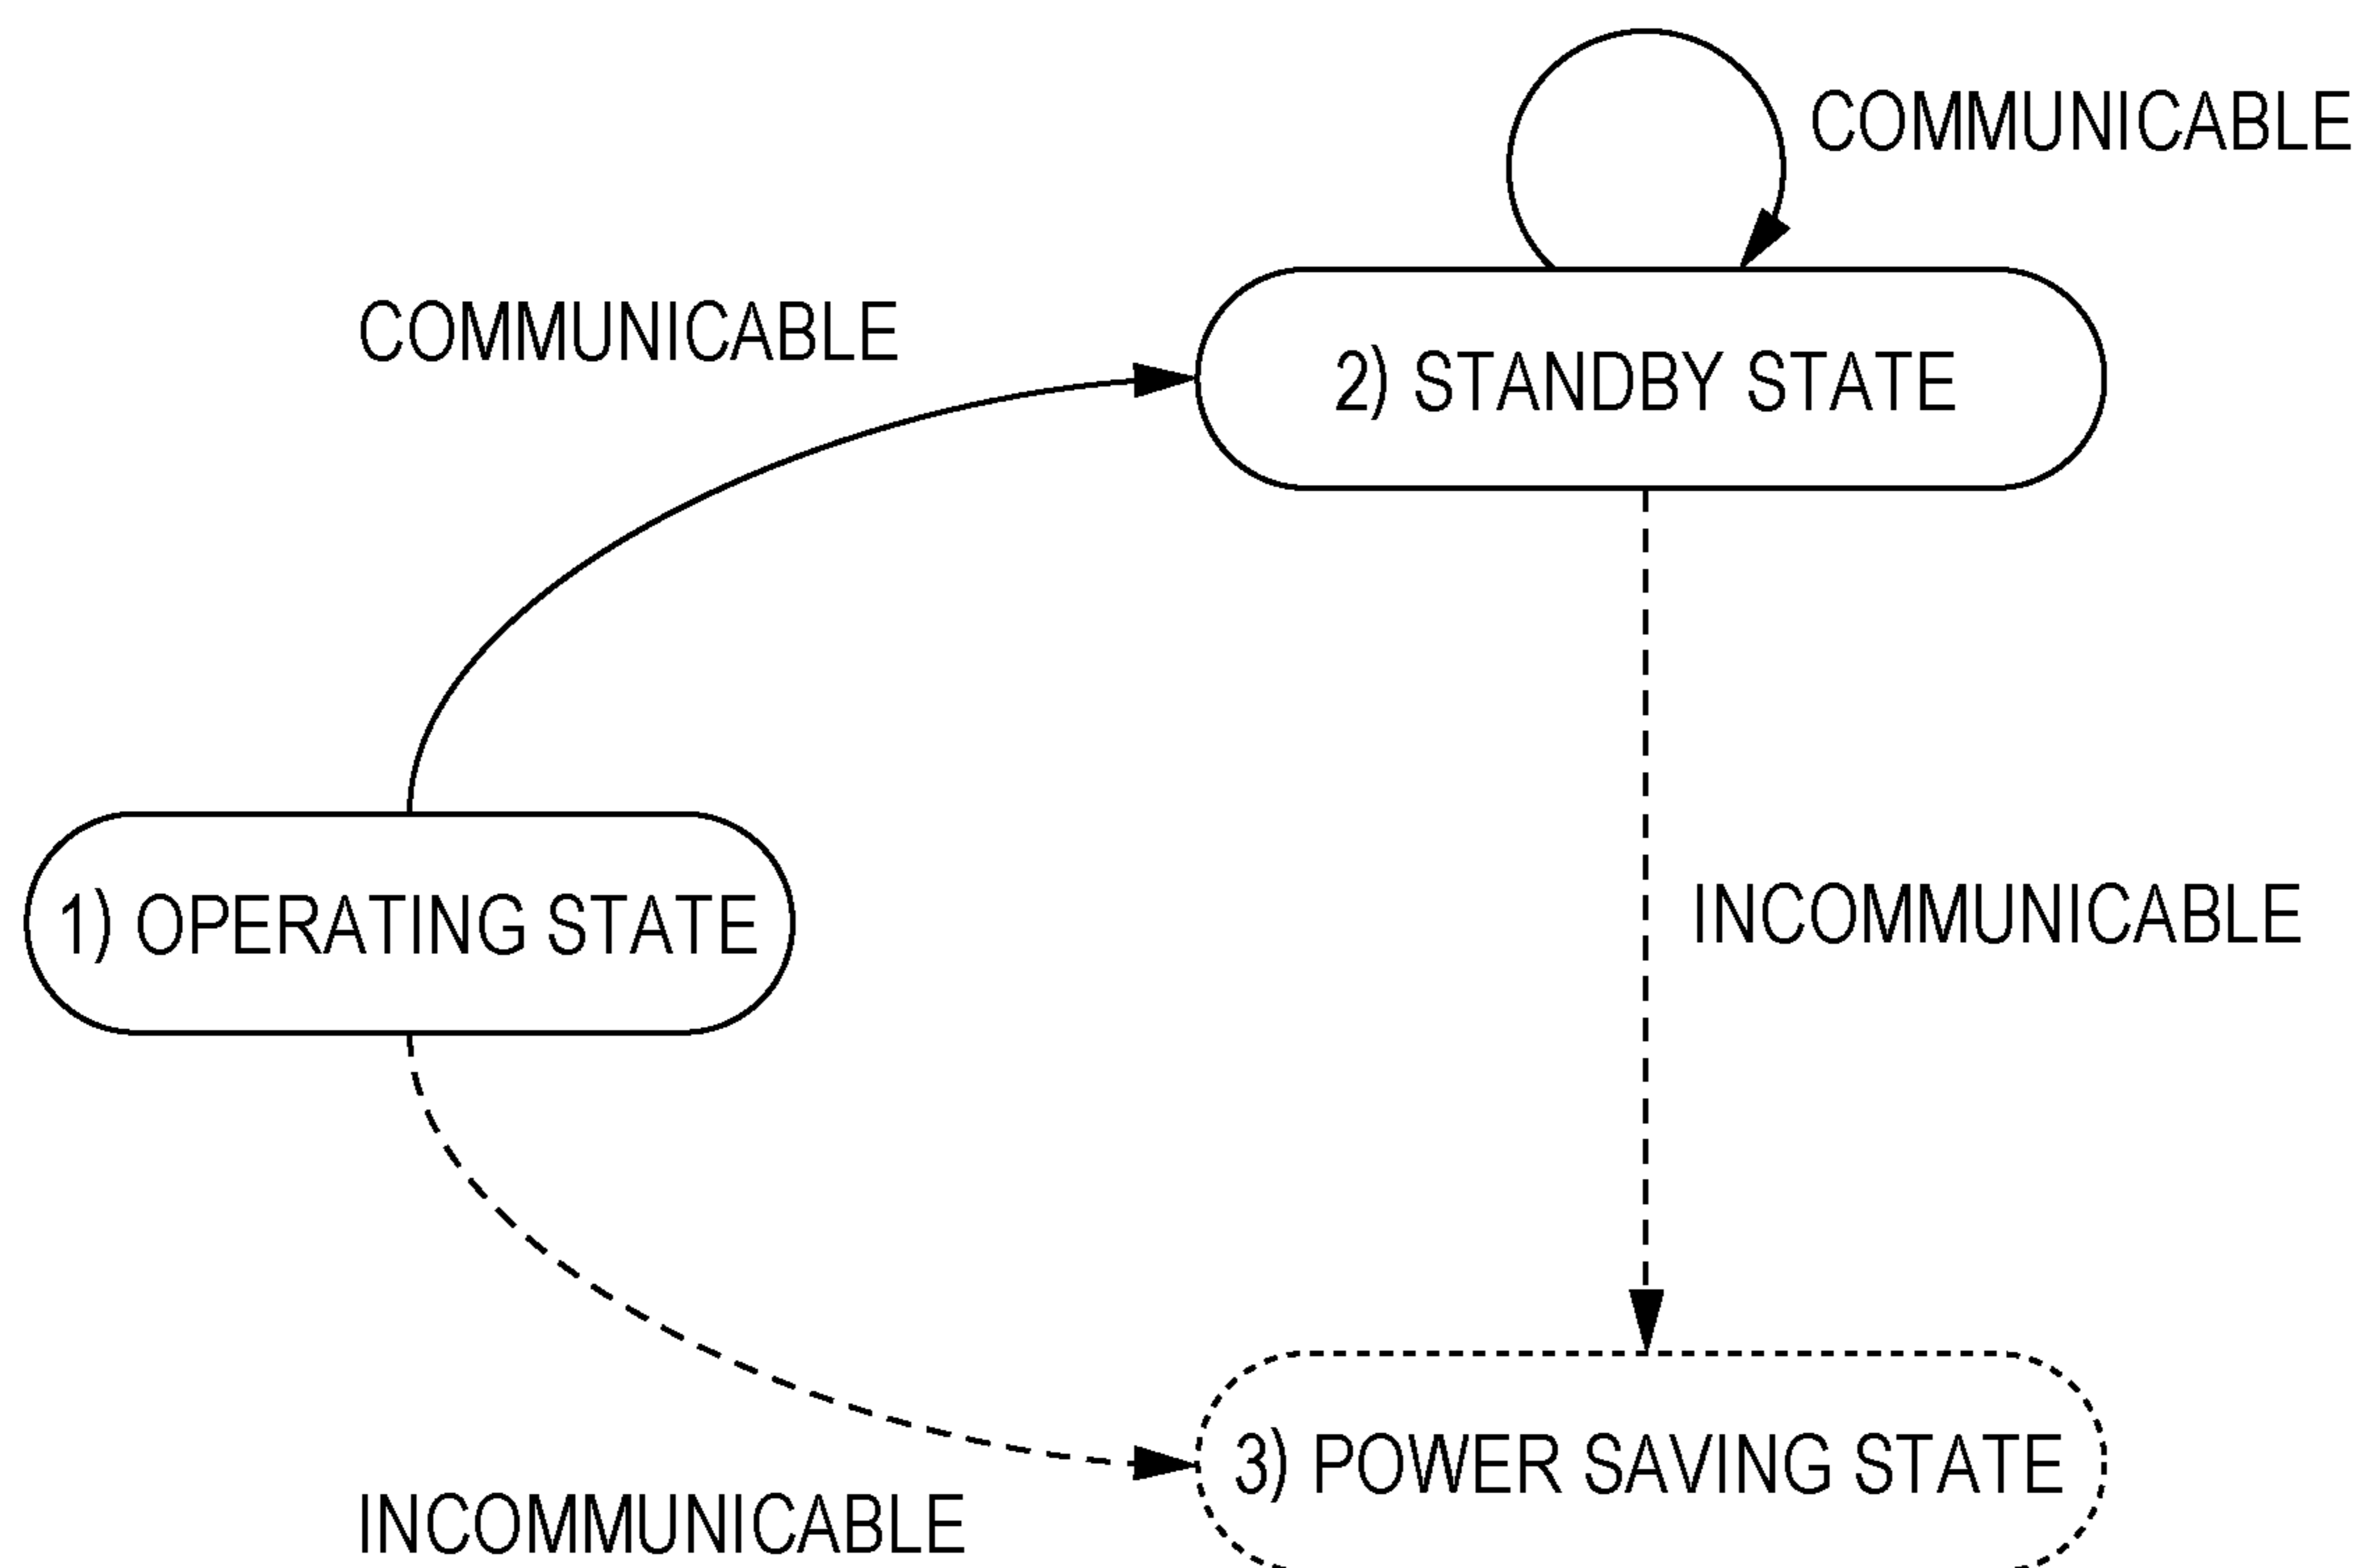 COMMUNICABLE
COMMUNICABLE
2) STANDBY STATE
1) OPERATING STATE
INCOMMUNICABLE
3) POWER SAVING STATE
INCOMMUNICABLE